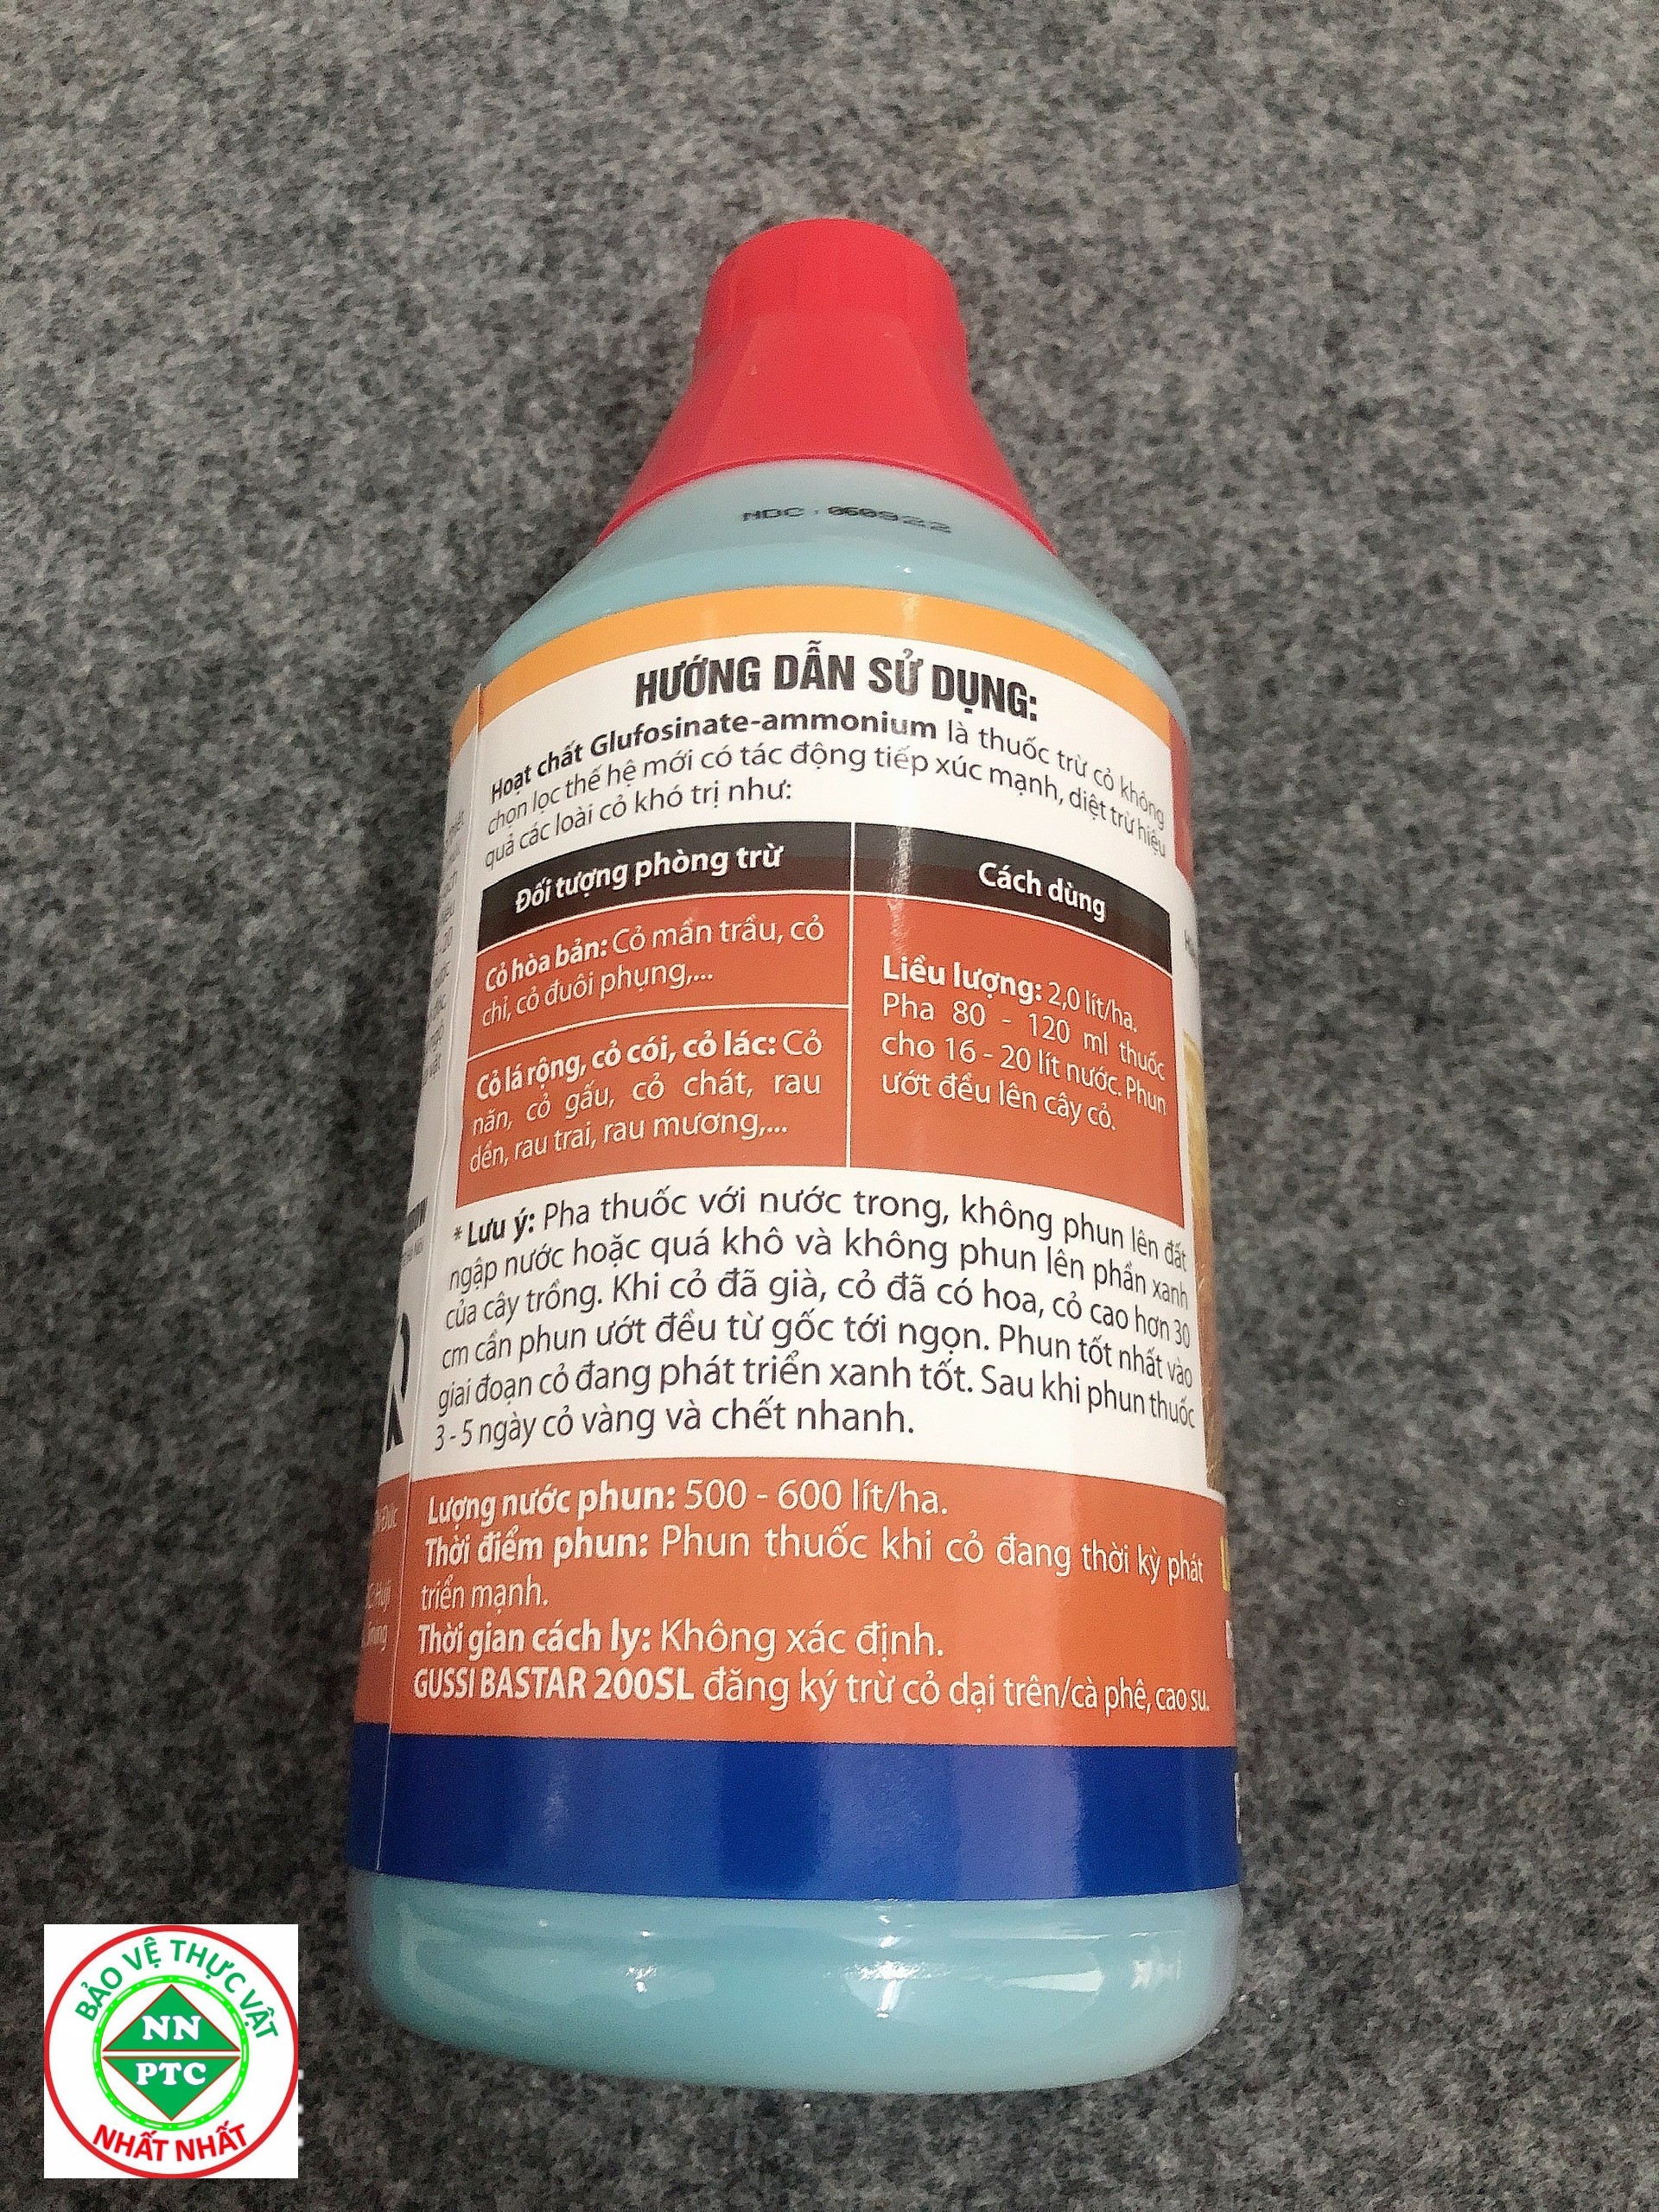 NDC : 060922
HƯỚNG DẪN SỬ DỤNG:
Hoạt chất Glufosinate-ammonium là thuốc trừ cỏ không
chọn lọc thế hệ mới có tác động tiếp xúc mạnh, diệt trừ hiệu
quả các loài cỏ khó trị như:
Đối tượng phòng trừ
Cỏ hòa bản: Cỏ mần trầu, cỏ
chỉ, cỏ đuôi phụng,...
Cỏ lá rộng, cỏ cói, cỏ lác: Cỏ
năn, cỏ gấu, cỏ chát, rau
dền, rau trai, rau mương,...
Cách dùng
Liều lượng: 2,0 lít/ha.
Pha 80 - 120 ml thuốc
cho 16 - 20 lít nước. Phun
ướt đều lên cây cỏ.
* Lưu ý: Pha thuốc với nước trong, không phun lên đất
ngập nước hoặc quá khô và không phun lên phần xanh
của cây trồng. Khi cỏ đã già, cỏ đã có hoa, cỏ cao hơn 30
cm cần phun ướt đều từ gốc tới ngọn. Phun tốt nhất vào
giai đoạn cỏ đang phát triển xanh tốt. Sau khi phun thuốc
3 - 5 ngày cỏ vàng và chết nhanh.
Lượng nước phun: 500 - 600 lít/ha.
Thời điểm phun: Phun thuốc khi cỏ đang thời kỳ phát
triển mạnh.
Thời gian cách ly: Không xác định.
GUSSI BASTAR 200SL đăng ký trừ cỏ dại trên/cà phê, cao su.
BẢO VỆ THỰC VẬT
NN
PTC
NHẤT NHẤT